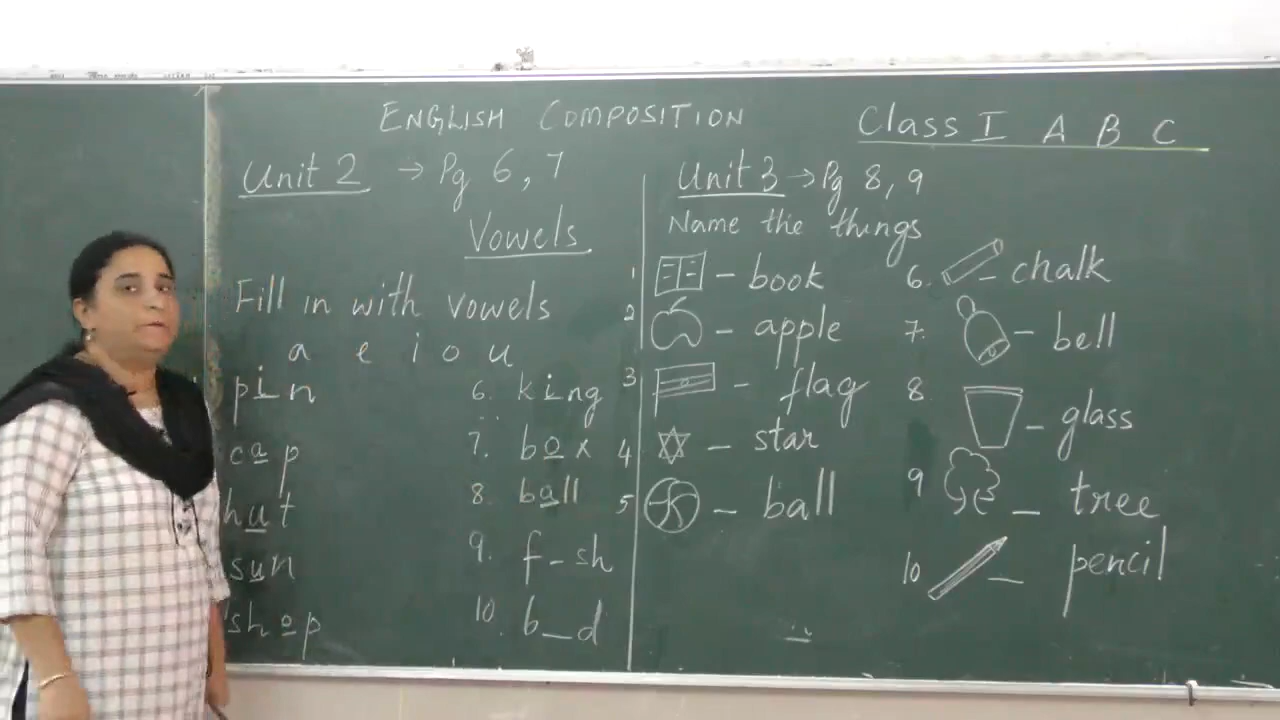 ENGLISH COMPOSITION
Class I A B C
Unit 2 → Pg 6, 7
Vowels
Fill in with vowels
a e i o u
pin
cap
hut
sun
shop
6. king
7. box
8. ball
9. f_sh
10. b_d
Unit 3 → Pg 8, 9
Name the things
1 - book
2 - apple
3 - flag
4 - star
5 - ball
6. - chalk
7. - bell
8 - glass
9 - tree
10 - pencil